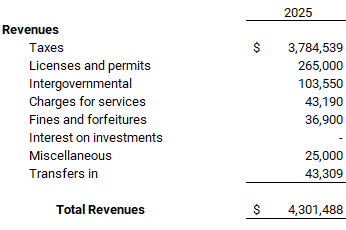 2025
Revenues
Taxes $ 3,784,539
Licenses and permits 265,000
Intergovernmental 103,550
Charges for services 43,190
Fines and forfeitures 36,900
Interest on investments -
Miscellaneous 25,000
Transfers in 43,309
Total Revenues $ 4,301,488